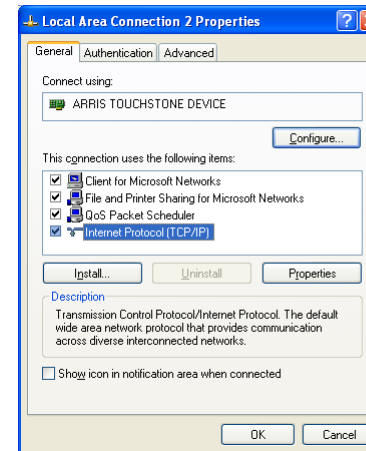 Local Area Connection 2 Properties
?
General Authentication Advanced
Connect using:
ARRIS TOUCHSTONE DEVICE
Configure...
This connection uses the following items:
Client for Microsoft Networks
File and Printer Sharing for Microsoft Networks
QoS Packet Scheduler
Internet Protocol (TCP/IP)
Install... Uninstall Properties
Description
Transmission Control Protocol/Internet Protocol. The default
wide area network protocol that provides communication
across diverse interconnected networks.
Show icon in notification area when connected
OK Cancel